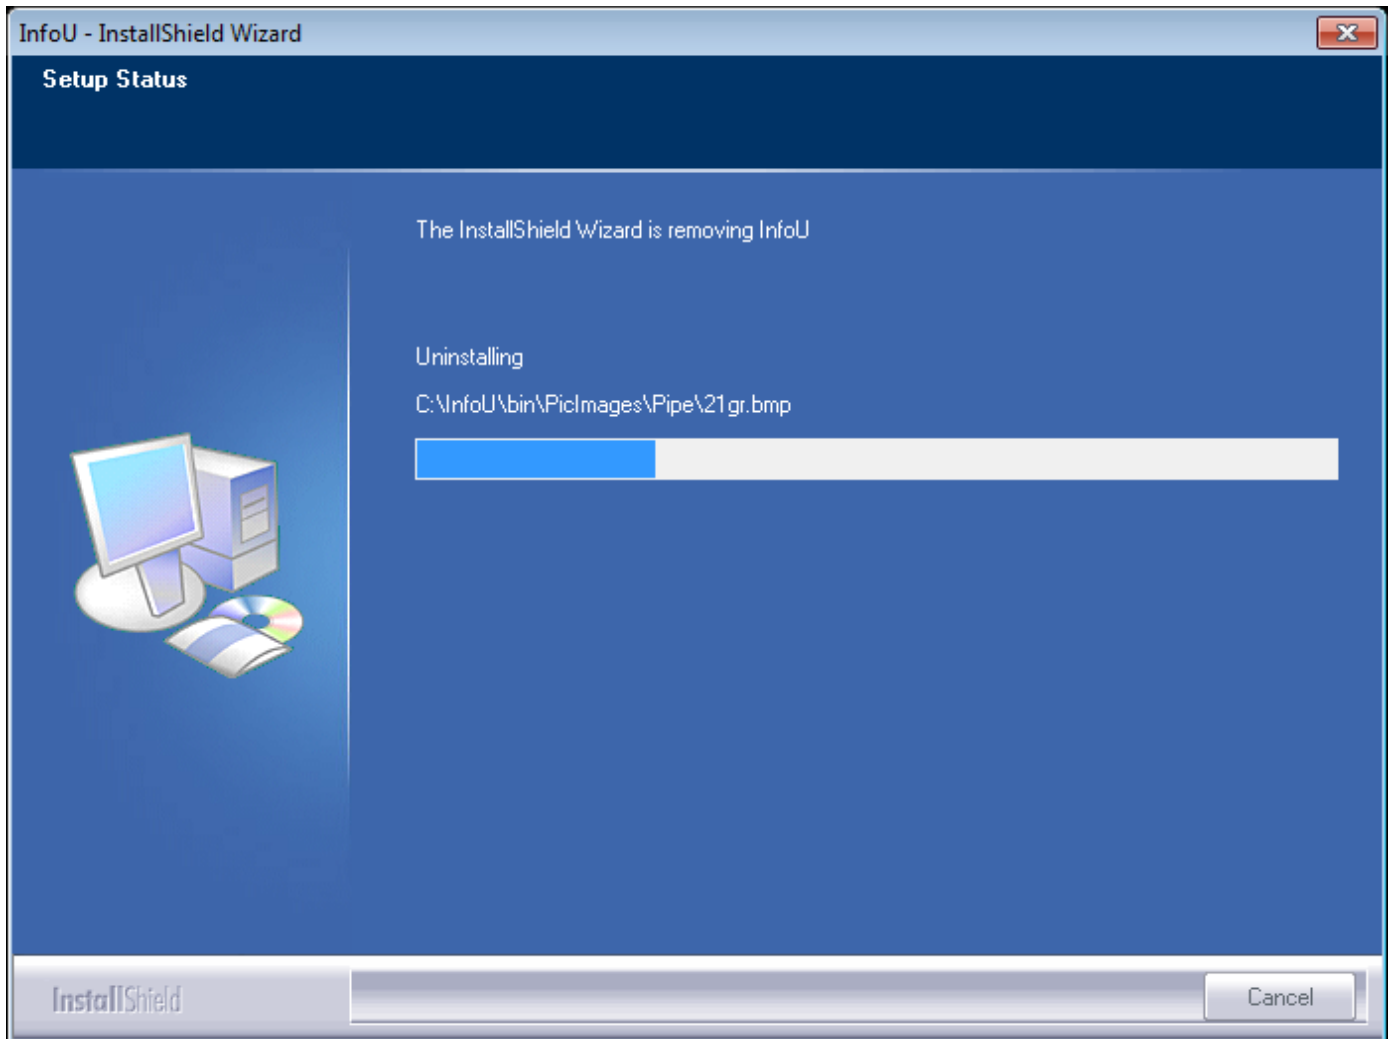 InfoU - InstallShield Wizard
Setup Status
The InstallShield Wizard is removing InfoU
Uninstalling
C:\InfoU\bin\PicImages\Pipe\21gr.bmp
InstallShield
Cancel